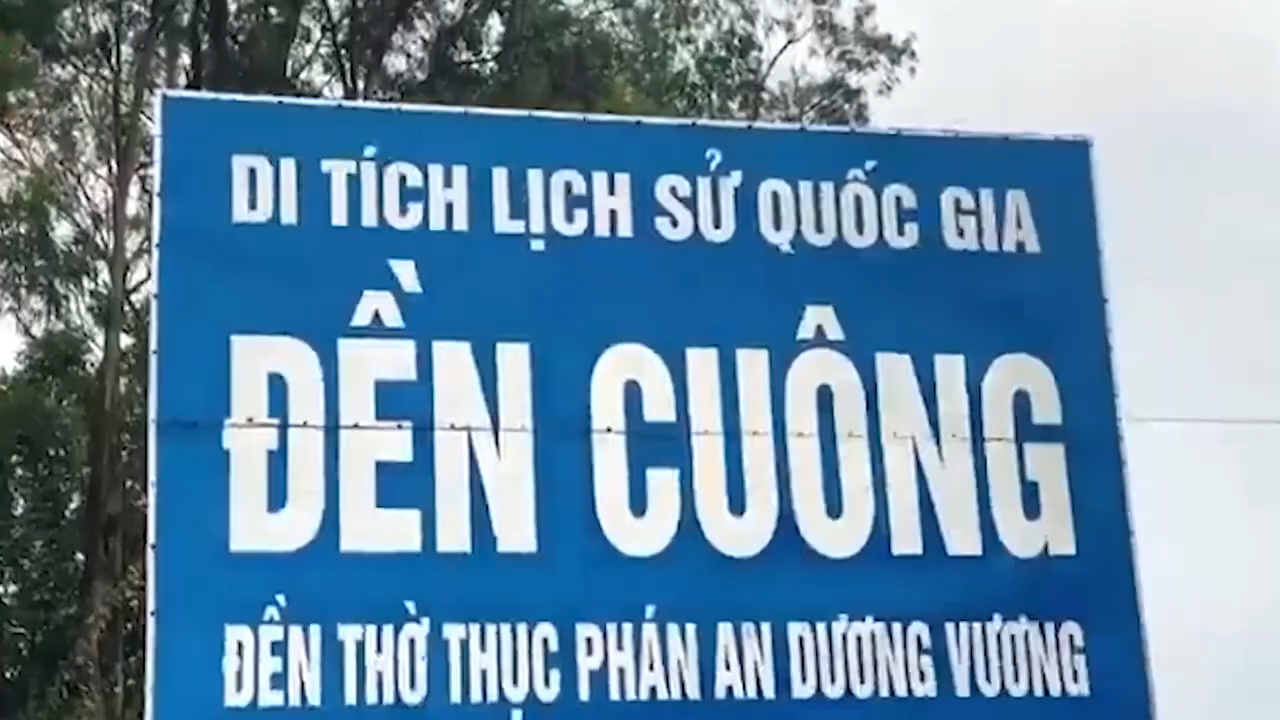 DI TÍCH LỊCH SỬ QUỐC GIA
ĐỀN CUÔNG
ĐỀN THỜ THỤC PHÁN AN DƯƠNG VƯƠNG